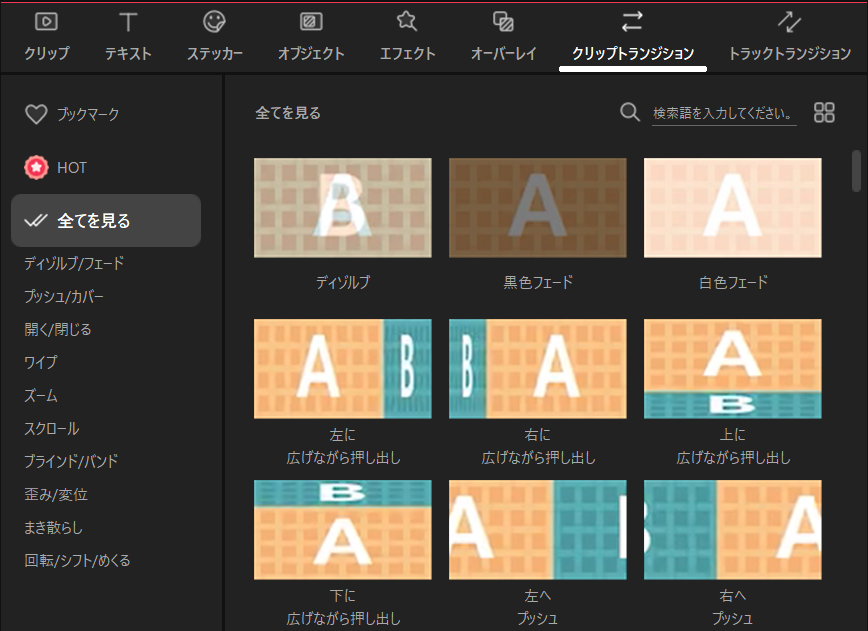 クリップ
テキスト
ステッカー
オブジェクト
エフェクト
オーバーレイ
クリップトランジション
トラックトランジション
ブックマーク
HOT
全てを見る
ディゾルブ/フェード
プッシュ/カバー
開く/閉じる
ワイプ
ズーム
スクロール
ブラインド/バンド
歪み/変位
まき散らし
回転/シフト/めくる
全てを見る
検索語を入力してください。
A B
A
A
ディゾルブ
黒色フェード
白色フェード
A B
B A
A
B
左に
広げながら押し出し
右に
広げながら押し出し
上に
広げながら押し出し
B
A
A B
B A
下に
広げながら押し出し
左へ
プッシュ
右へ
プッシュ